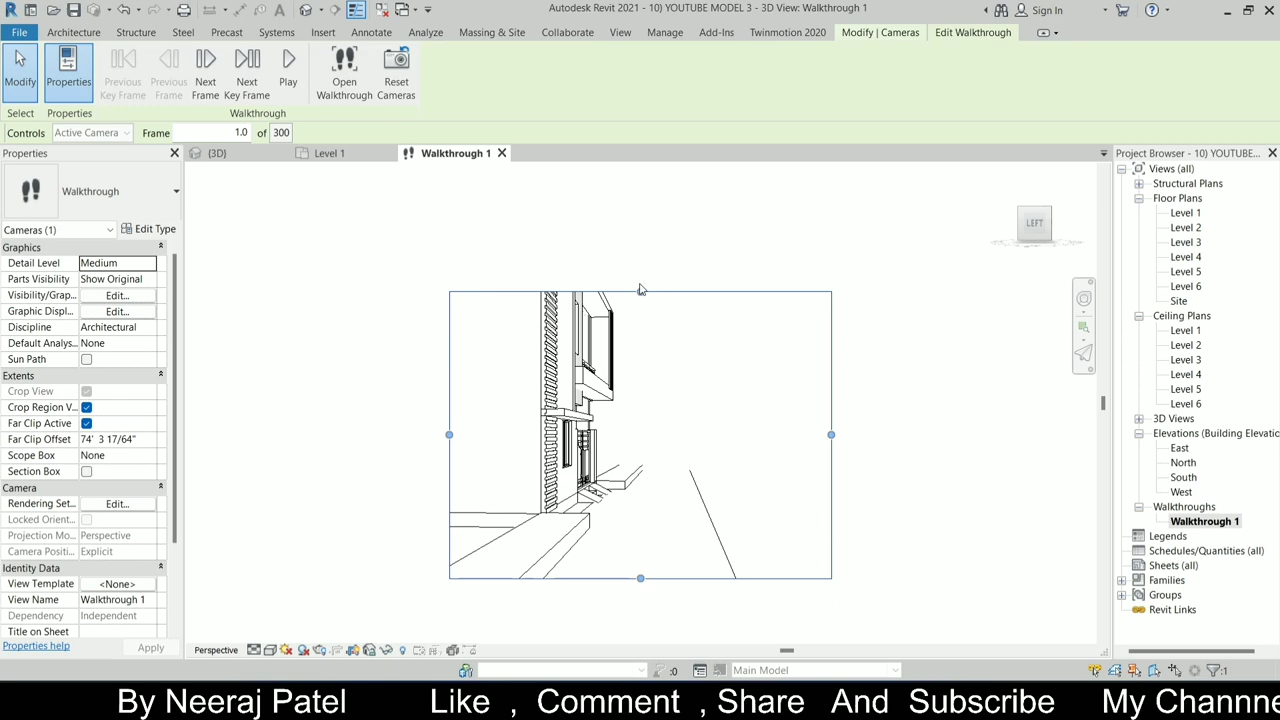 Autodesk Revit 2021 - 10) YOUTUBE MODEL 3 - 3D View: Walkthrough 1
Sign In
File Architecture Structure Steel Precast Systems Insert Annotate Analyze Massing & Site Collaborate View Manage Add-Ins Twinmotion 2020 Modify | Cameras Edit Walkthrough
Modify Properties Previous Key Frame Previous Frame Next Frame Next Key Frame Play Open Walkthrough Reset Cameras
Select Properties Walkthrough
Controls Active Camera Frame 1.0 of 300
Properties
{3D} Level 1 Walkthrough 1
Project Browser - 10) YOUTUBE...
Walkthrough
Cameras (1) Edit Type
Graphics
Detail Level Medium
Parts Visibility Show Original
Visibility/Grap... Edit...
Graphic Displ... Edit...
Discipline Architectural
Default Analys... None
Sun Path
Extents
Crop View
Crop Region V...
Far Clip Active
Far Clip Offset 74' 3 17/64"
Scope Box None
Section Box
Camera
Rendering Set... Edit...
Locked Orient...
Projection Mo... Perspective
Camera Positi... Explicit
Identity Data
View Template <None>
View Name Walkthrough 1
Dependency Independent
Title on Sheet
Properties help Apply
LEFT
Views (all)
Structural Plans
Floor Plans
Level 1
Level 2
Level 3
Level 4
Level 5
Level 6
Site
Ceiling Plans
Level 1
Level 2
Level 3
Level 4
Level 5
Level 6
3D Views
Elevations (Building Elevatic
East
North
South
West
Walkthroughs
Walkthrough 1
Legends
Schedules/Quantities (all)
Sheets (all)
Families
Groups
Revit Links
Perspective
:0 Main Model :1
By Neeraj Patel Like , Comment , Share And Subscribe My Channne